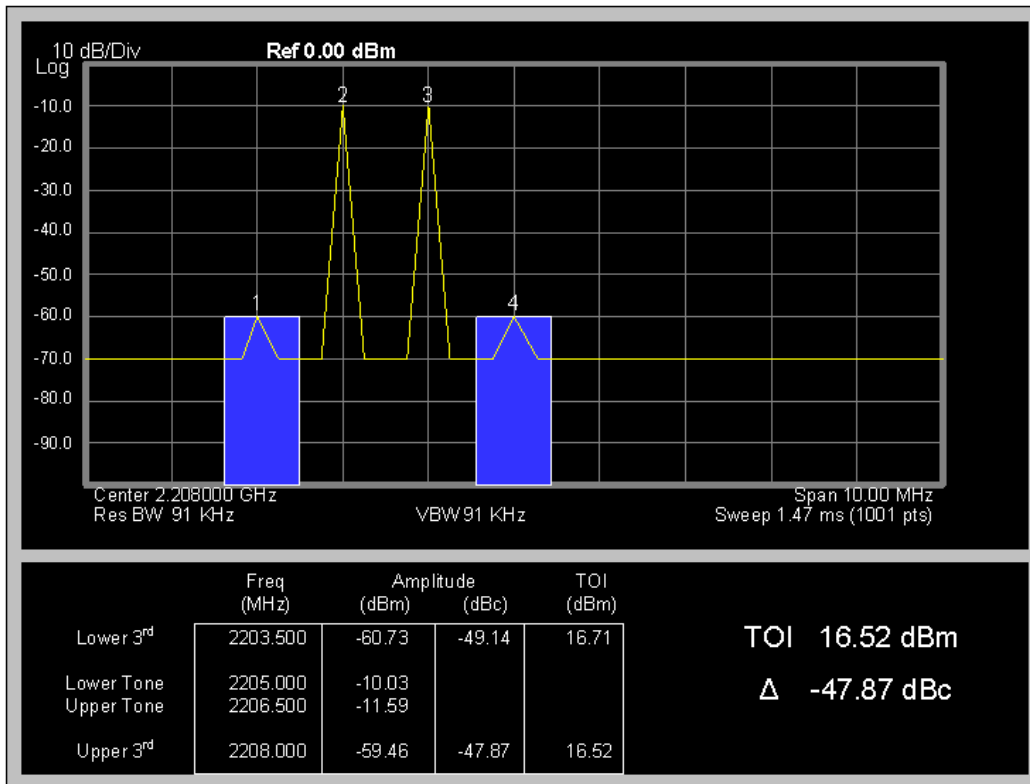 10 dB/Div Ref 0.00 dBm
Log
2 3
-10.0
-20.0
-30.0
-40.0
-50.0
1 4
-60.0
-70.0
-80.0
-90.0
Center 2.208000 GHz Span 10.00 MHz
Res BW 91 KHz VBW 91 KHz Sweep 1.47 ms (1001 pts)
Freq Amplitude TOI
(MHz) (dBm) (dBc) (dBm)
Lower 3rd 2203.500 -60.73 -49.14 16.71
Lower Tone 2205.000 -10.03
Upper Tone 2206.500 -11.59
Upper 3rd 2208.000 -59.46 -47.87 16.52
TOI 16.52 dBm
Δ -47.87 dBc